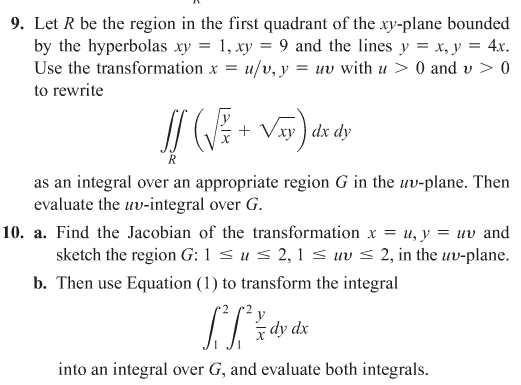 9. Let R be the region in the first quadrant of the xy-plane bounded
by the hyperbolas xy = 1, xy = 9 and the lines y = x, y = 4x.
Use the transformation x = u/v, y = uv with u > 0 and v > 0
to rewrite
∬_R (√(y/x) + √(xy)) dx dy
as an integral over an appropriate region G in the uv-plane. Then
evaluate the uv-integral over G.
10. a. Find the Jacobian of the transformation x = u, y = uv and
sketch the region G: 1 ≤ u ≤ 2, 1 ≤ uv ≤ 2, in the uv-plane.
b. Then use Equation (1) to transform the integral
∫_1^2 ∫_1^2 y/x dy dx
into an integral over G, and evaluate both integrals.